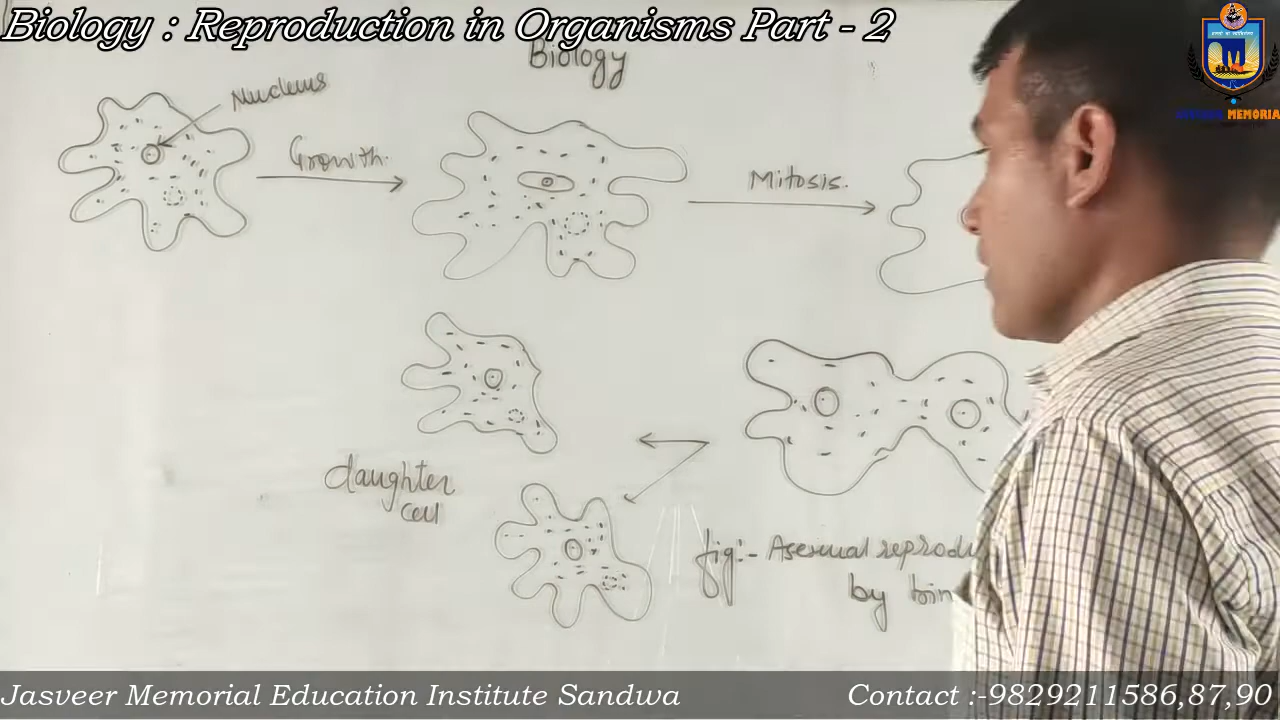 Biology : Reproduction in Organisms Part - 2
Biology
Nucleus
Growth.
Mitosis.
daughter
cell
fig:- Asexual reprodu
by bin
M
MEMORIA
Jasveer Memorial Education Institute Sandwa
Contact :-9829211586,87,90